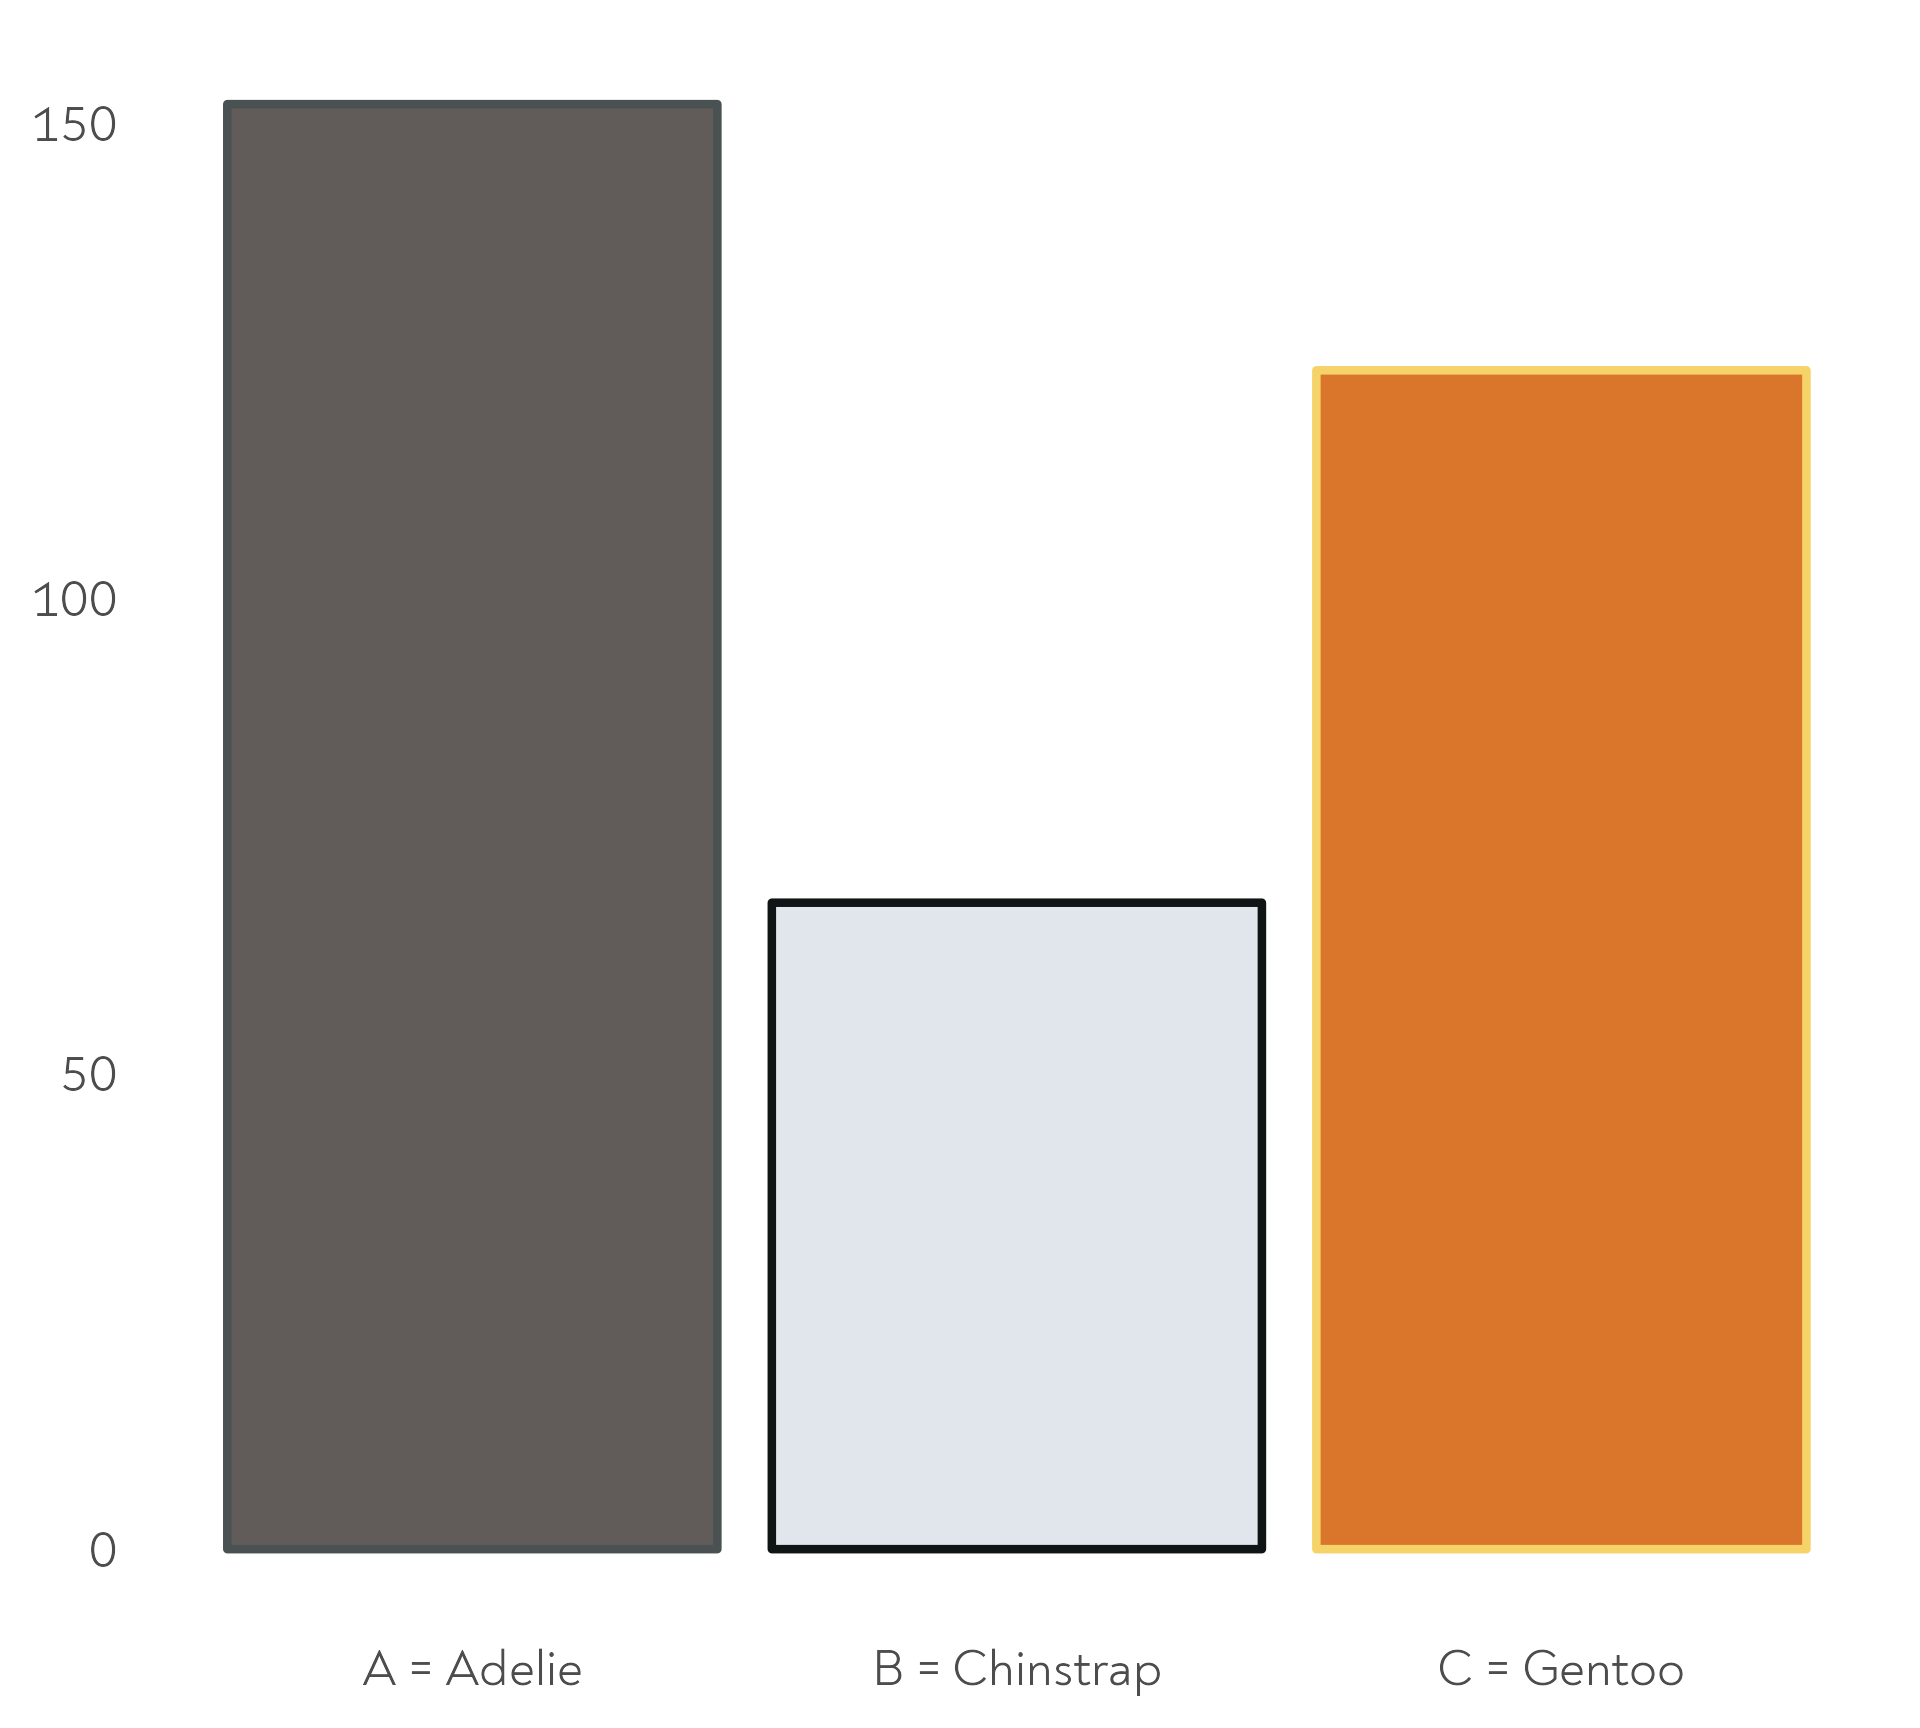 150
100
50
0
A = Adelie
B = Chinstrap
C = Gentoo